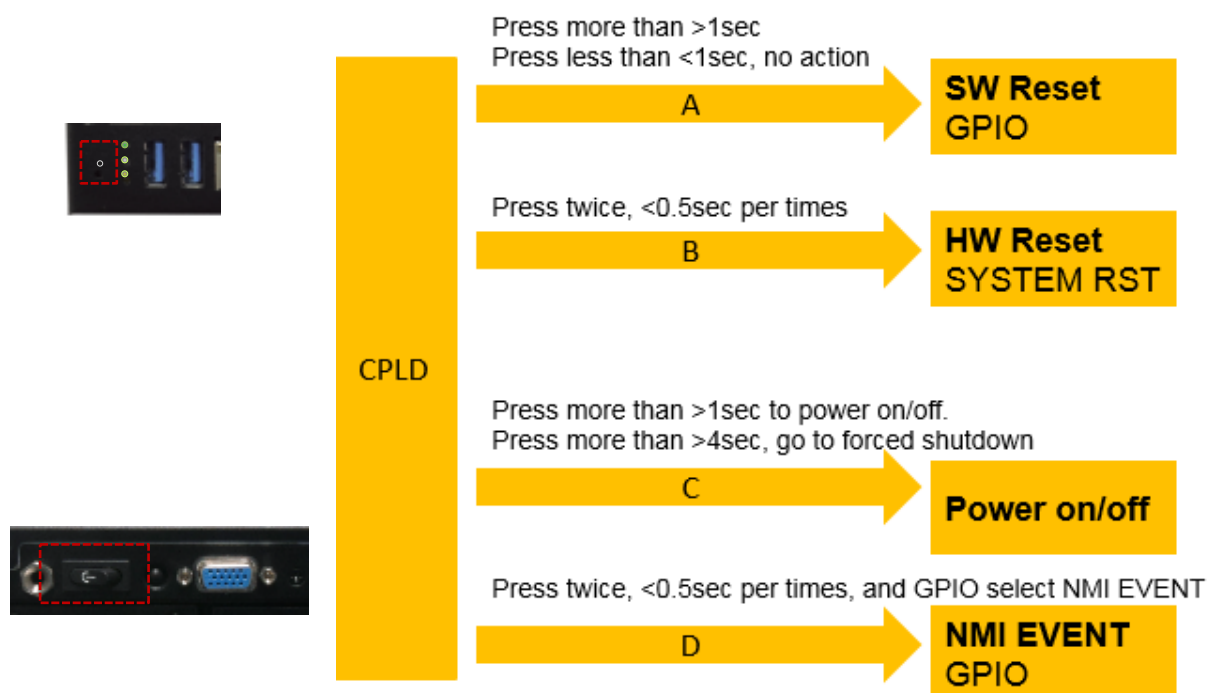 Press more than >1sec
Press less than <1sec, no action
A
SW Reset
GPIO
Press twice, <0.5sec per times
B
HW Reset
SYSTEM RST
CPLD
Press more than >1sec to power on/off.
Press more than >4sec, go to forced shutdown
C
Power on/off
Press twice, <0.5sec per times, and GPIO select NMI EVENT
D
NMI EVENT
GPIO